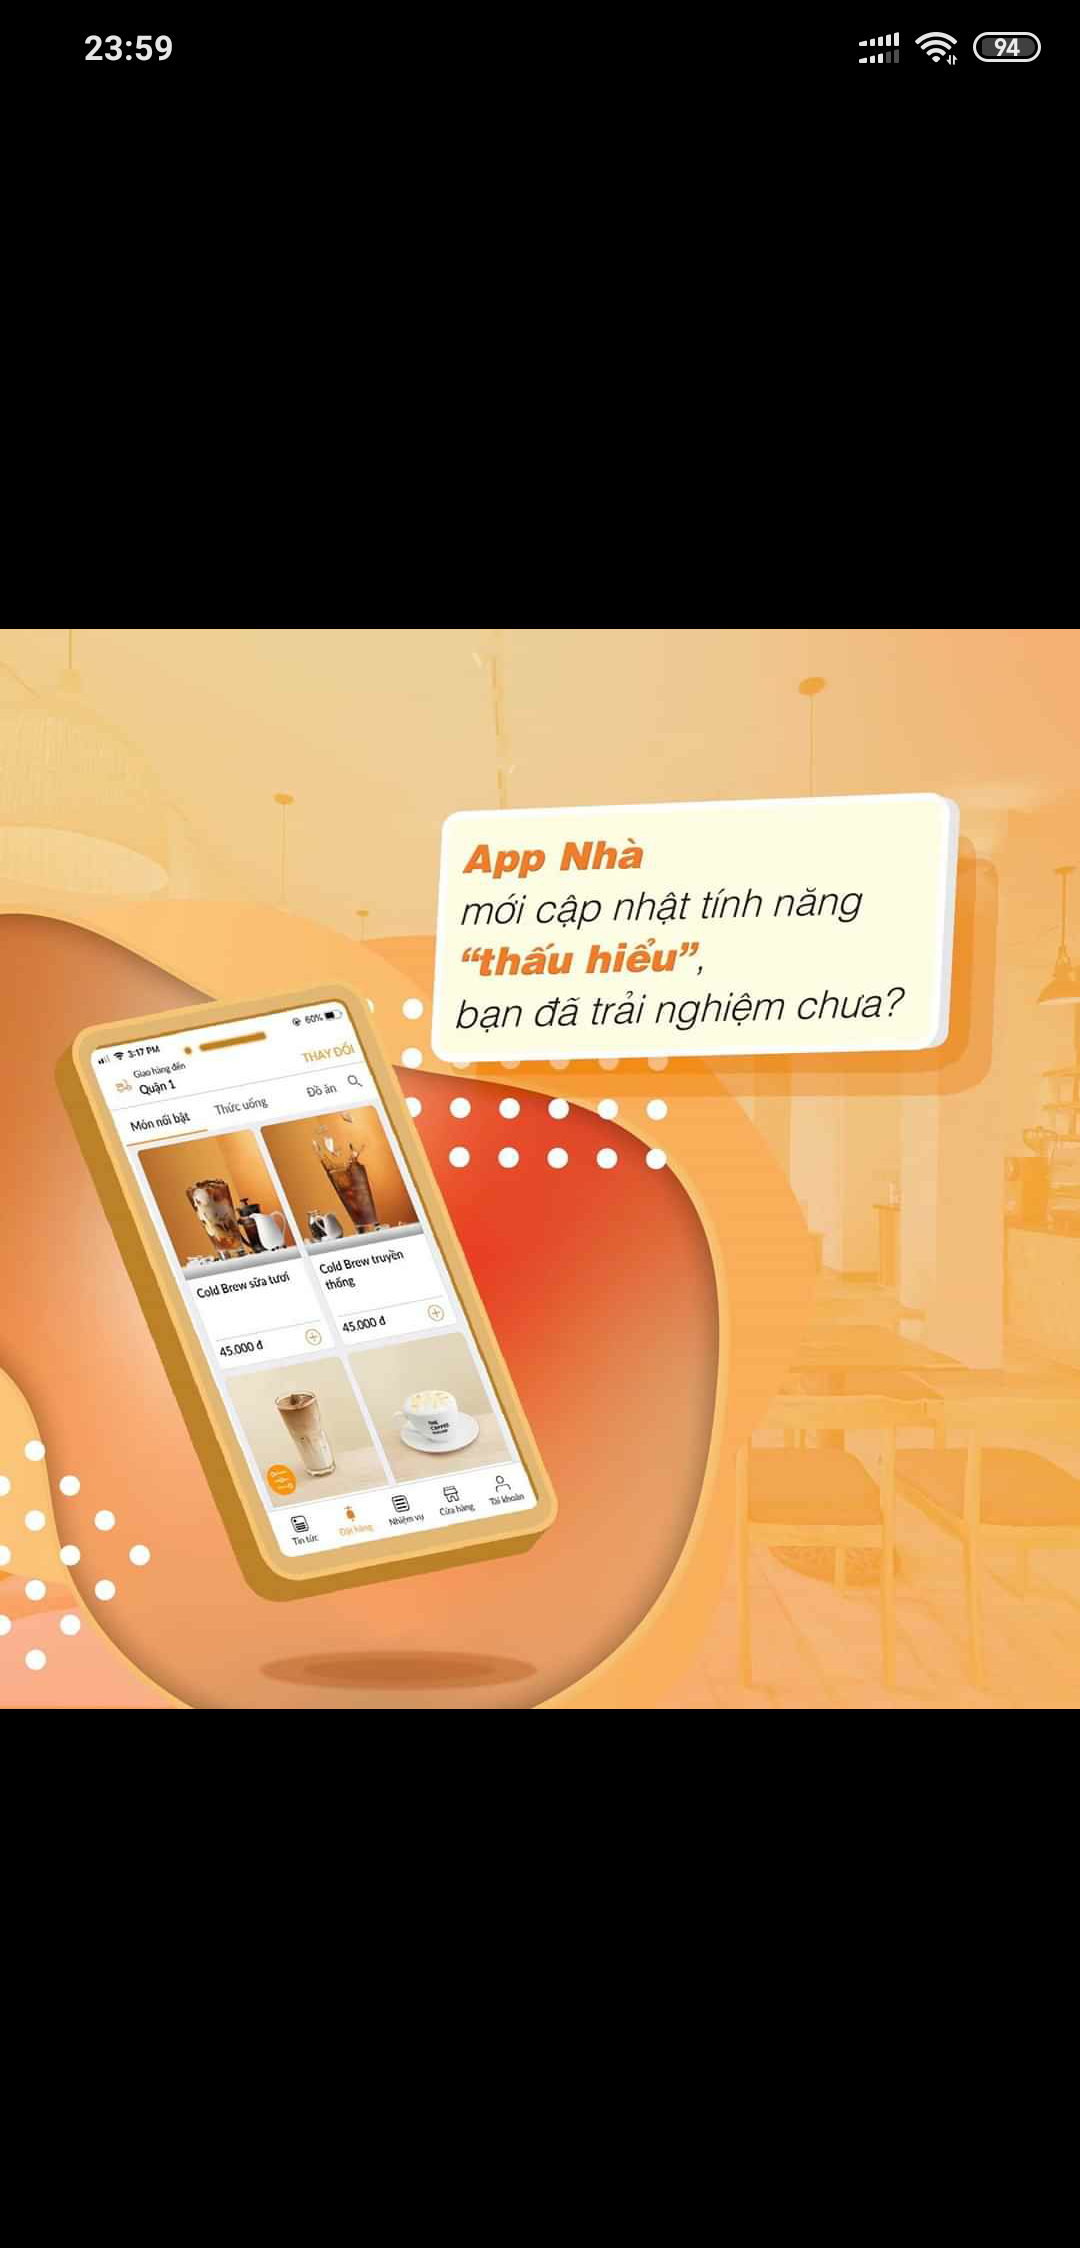 23:59
94
App Nhà
mới cập nhật tính năng
“thấu hiểu”,
bạn đã trải nghiệm chưa?
3:17 PM
60%
Giao hàng đến
Quận 1
THAY ĐỔI
Món nổi bật
Thức uống
Đồ ăn
Cold Brew sữa tươi
Cold Brew truyền
thống
45.000 đ
45.000 đ
THE
COFFEE
HOUSE
Tin tức
Đặt hàng
Nhiệm vụ
Cửa hàng
Tài khoản